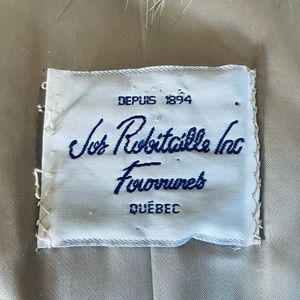 DEPUIS 1894
Jos Robitaille Inc
Fourrures
QUÉBEC